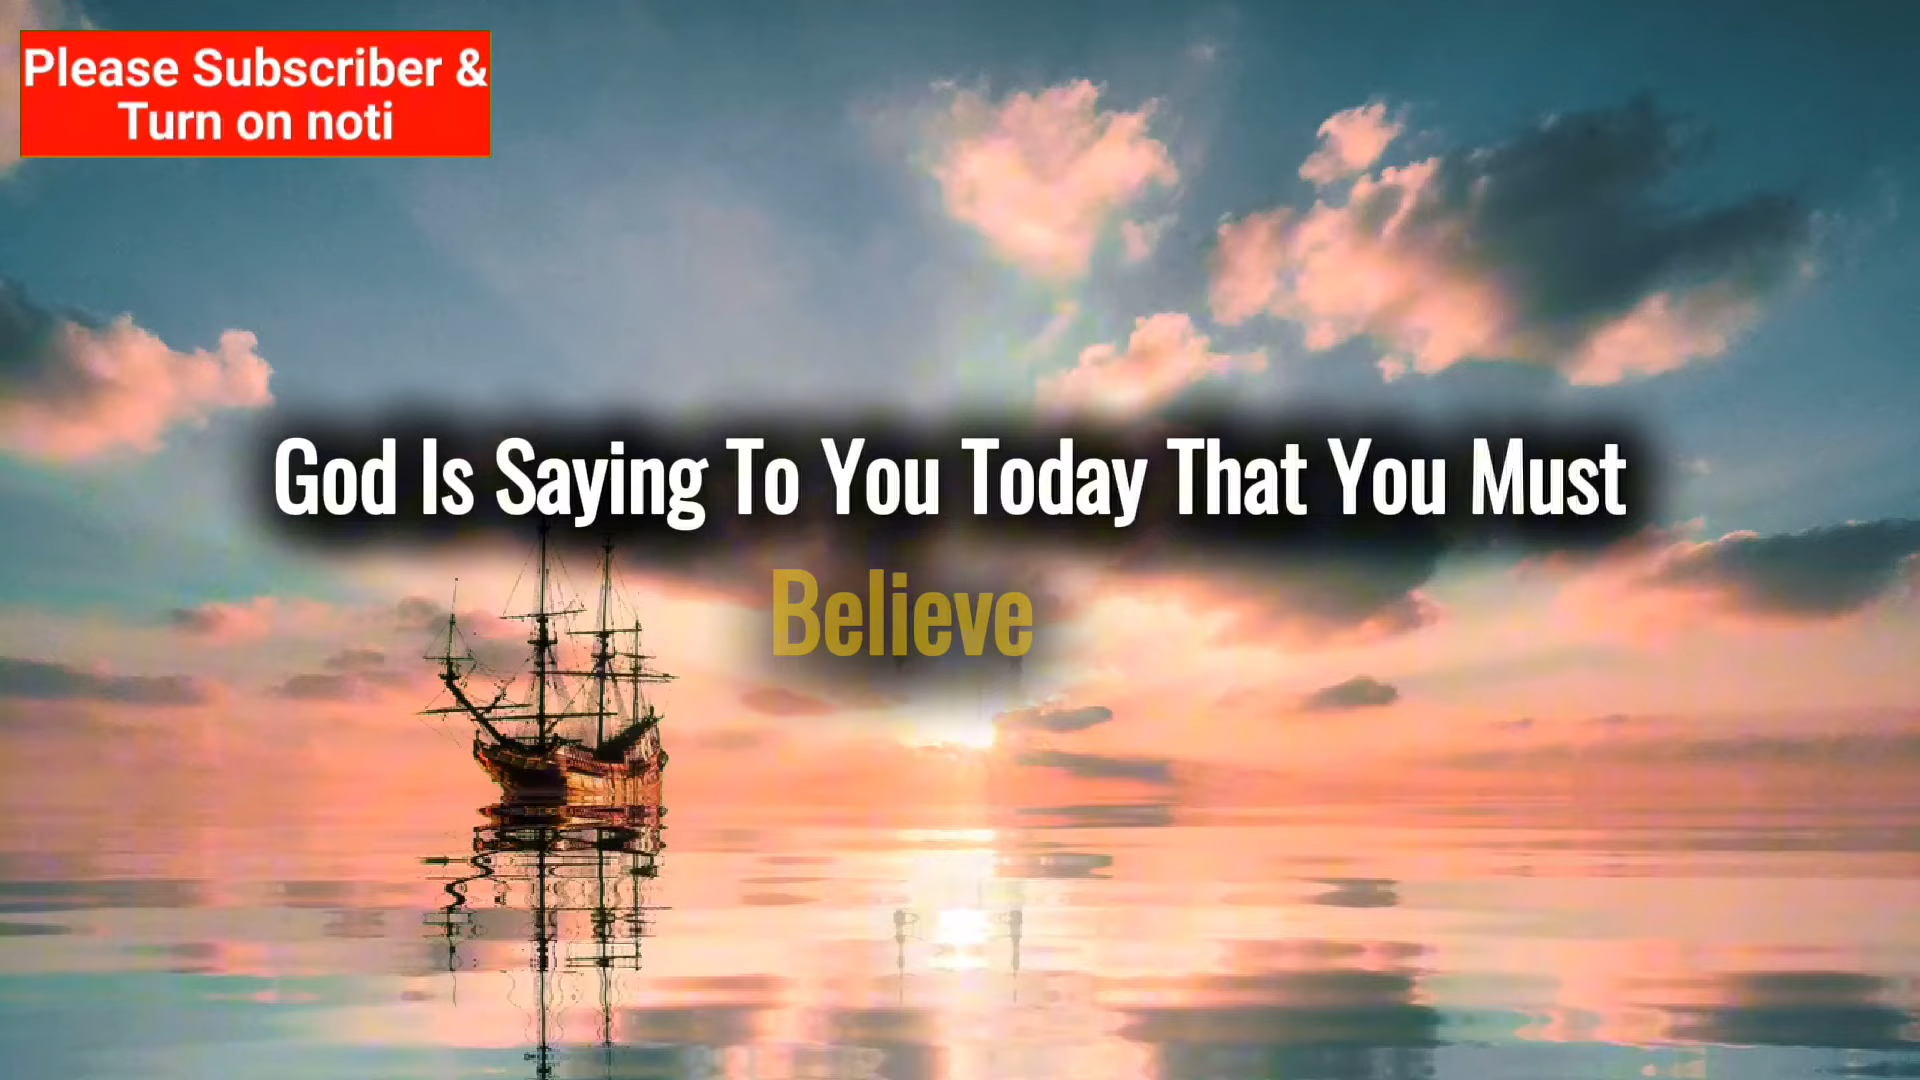 Please Subscriber &
Turn on noti
God Is Saying To You Today That You Must
Believe